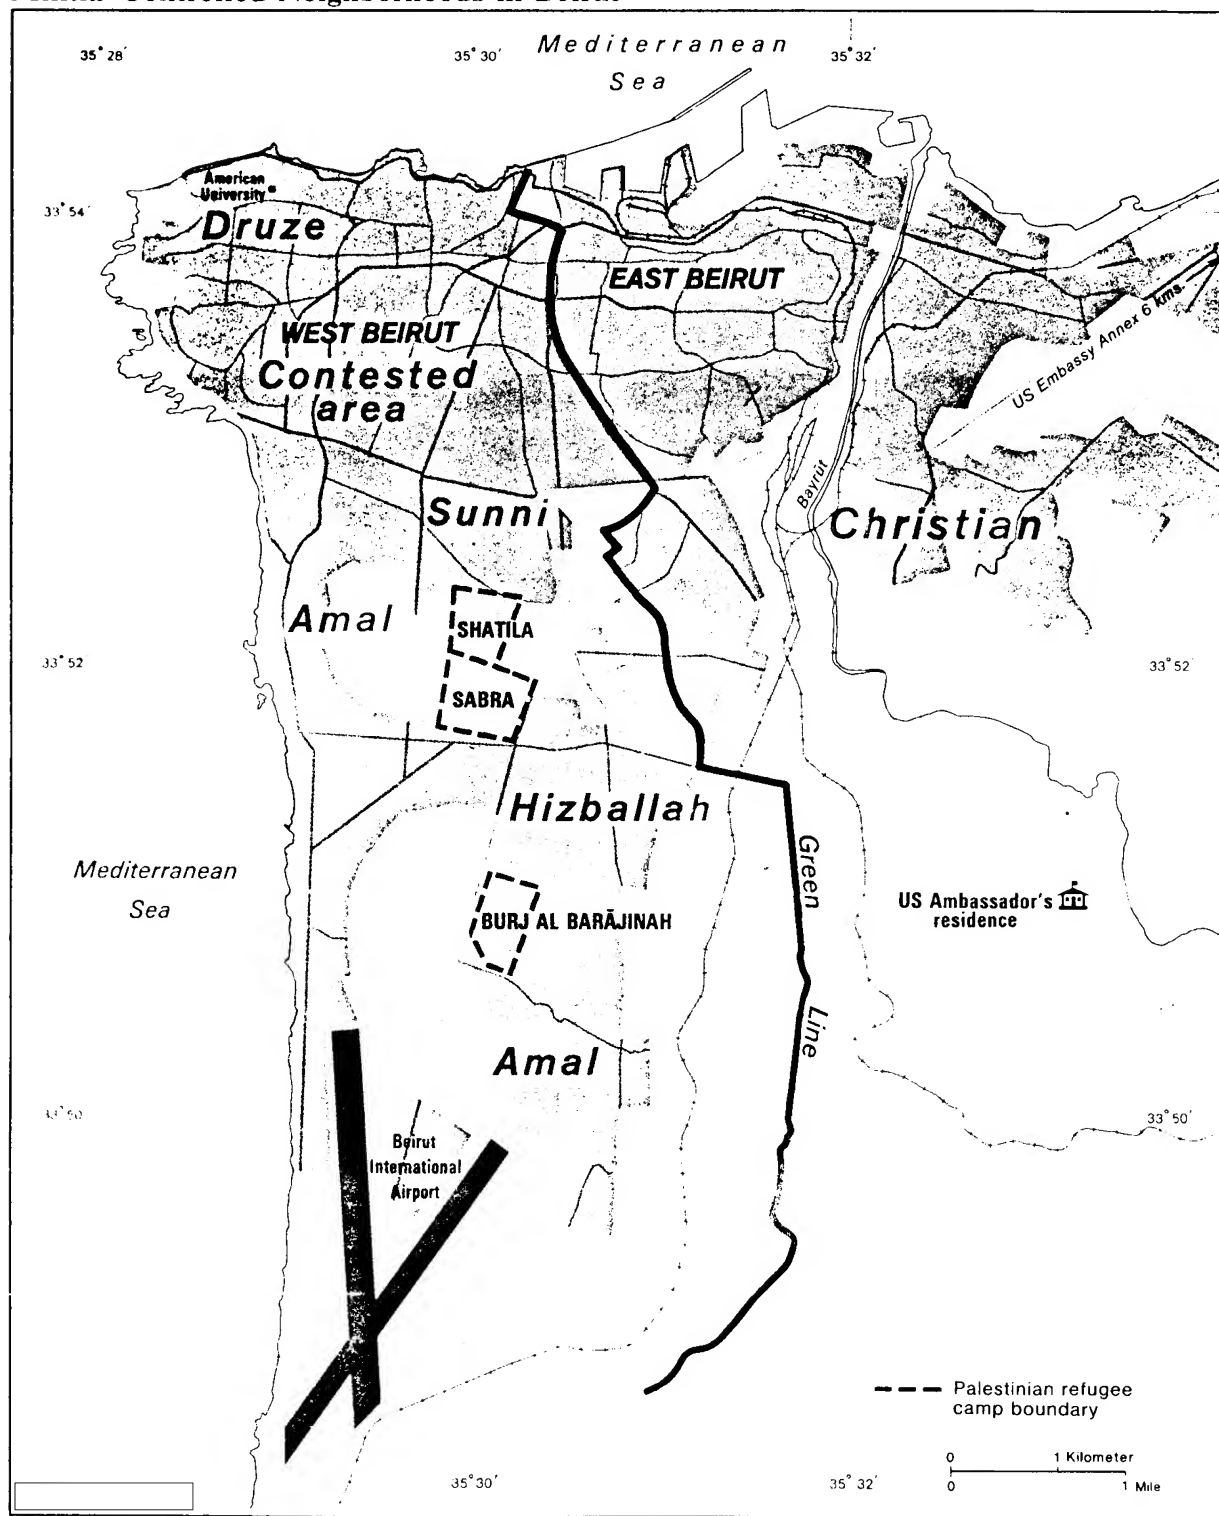 Militia-Controlled Neighborhoods in Beirut
35°28′
35°30′
Mediterranean
Sea
35°32′
American
University
33°54′
Druze
EAST BEIRUT
WEST BEIRUT
Contested
area
US Embassy Annex 6 kms.
Bayrūt
Sunni
Christian
Amal
SHATILA
33°52′
33°52′
SABRA
Hizballah
Green
Line
Mediterranean
Sea
US Ambassador's
residence
BURJ AL BARĀJINAH
Amal
33°50′
33°50′
Beirut
International
Airport
Palestinian refugee
camp boundary
0 1 Kilometer
0 1 Mile
35°30′
35°32′